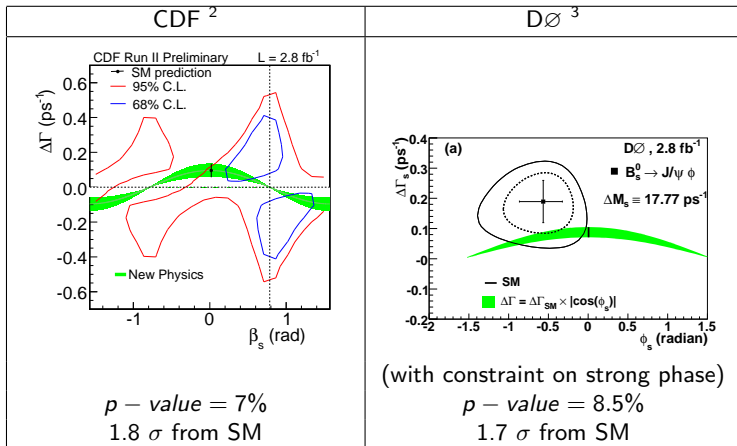 CDF 2
DØ 3
CDF Run II Preliminary L = 2.8 fb-1
SM prediction
95% C.L.
68% C.L.
New Physics
ΔΓ (ps-1)
0.6
0.4
0.2
0.0
-0.2
-0.4
-0.6
-1 0 1
βs (rad)
p − value = 7%
1.8 σ from SM
(a) DØ , 2.8 fb-1
B0s → J/ψ ϕ
ΔMs ≡ 17.77 ps-1
SM
ΔΓ = ΔΓSM × |cos(ϕs)|
ΔΓs (ps-1)
0.4
0.3
0.2
0.1
-0
-0.1
-0.2
-2 -1.5 -1 -0.5 0 0.5 1 1.5
ϕs (radian)
(with constraint on strong phase)
p − value = 8.5%
1.7 σ from SM